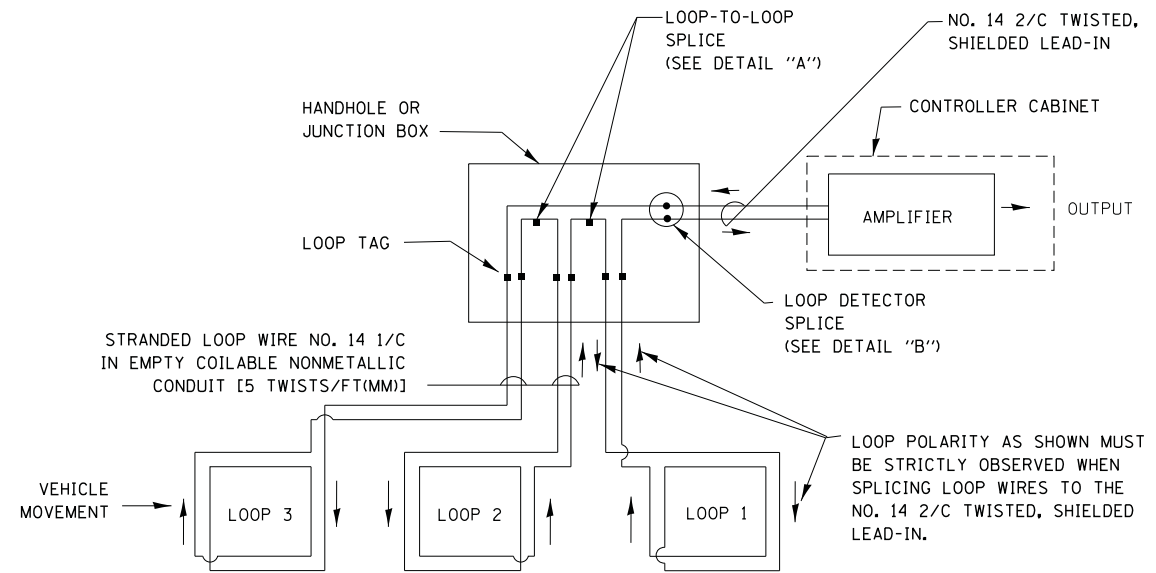 LOOP-TO-LOOP
SPLICE
(SEE DETAIL "A")
NO. 14 2/C TWISTED,
SHIELDED LEAD-IN
HANDHOLE OR
JUNCTION BOX
CONTROLLER CABINET
AMPLIFIER
OUTPUT
LOOP TAG
LOOP DETECTOR
SPLICE
(SEE DETAIL "B")
STRANDED LOOP WIRE NO. 14 1/C
IN EMPTY COILABLE NONMETALLIC
CONDUIT [5 TWISTS/FT(MM)]
LOOP POLARITY AS SHOWN MUST
BE STRICTLY OBSERVED WHEN
SPLICING LOOP WIRES TO THE
NO. 14 2/C TWISTED, SHIELDED
LEAD-IN.
VEHICLE
MOVEMENT
LOOP 3
LOOP 2
LOOP 1